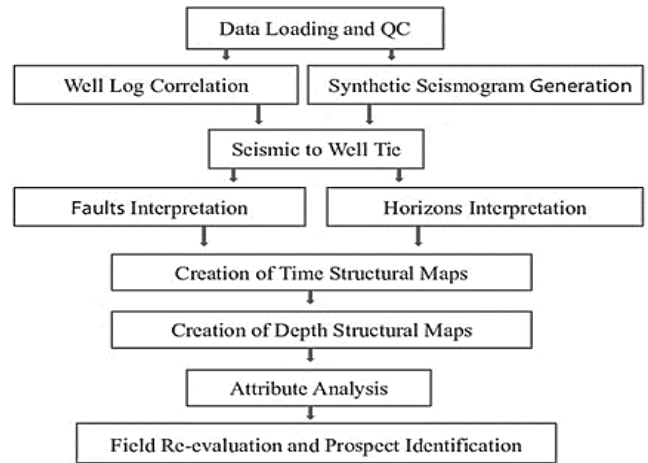 Data Loading and QC
Well Log Correlation
Synthetic Seismogram Generation
Seismic to Well Tie
Faults Interpretation
Horizons Interpretation
Creation of Time Structural Maps
Creation of Depth Structural Maps
Attribute Analysis
Field Re-evaluation and Prospect Identification